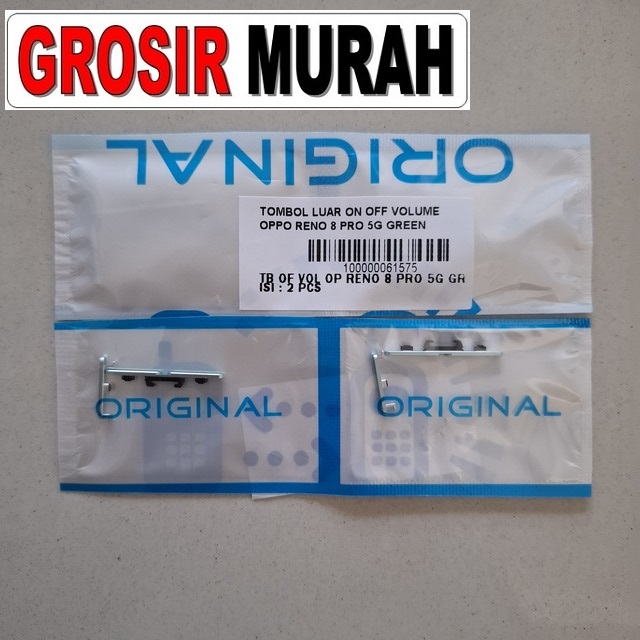 GROSIR MURAH
ORIGINAL
TOMBOL LUAR ON OFF VOLUME
OPPO RENO 8 PRO 5G GREEN
100000061575
TB OF VOL OP RENO 8 PRO 5G GR
ISI : 2 PCS
ORIGINAL
ORIGINAL